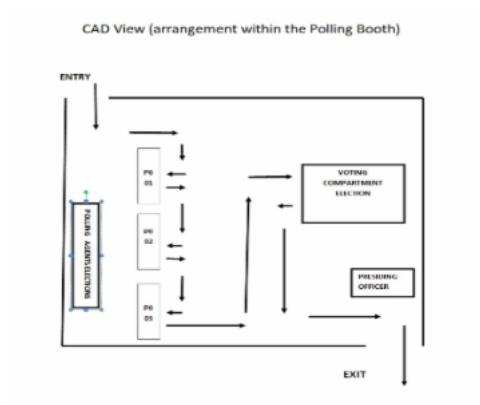 CAD View (arrangement within the Polling Booth)
ENTRY
PO
01
VOTING
COMPARTMENT
ELECTION
POLLING AGENTS ELECTIONS
PO
02
PRESIDING
OFFICER
PO
03
EXIT